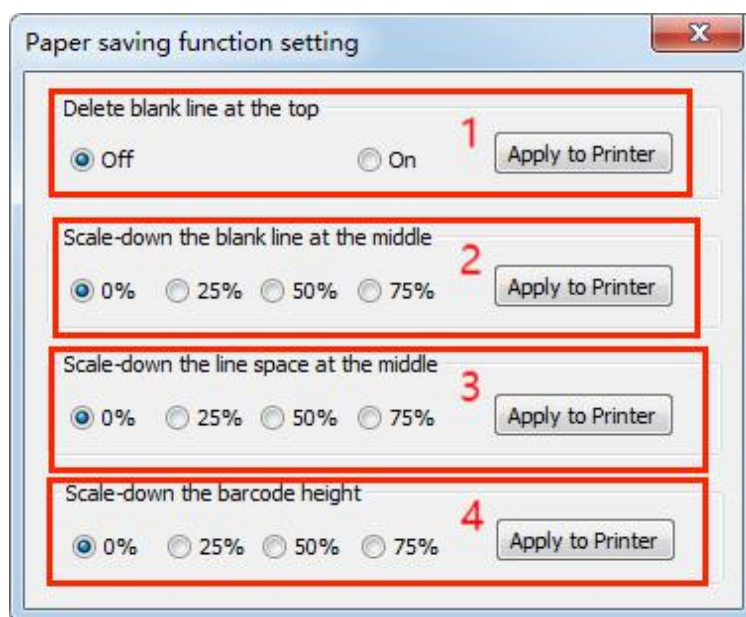 Paper saving function setting
Delete blank line at the top
Off On 1 Apply to Printer
Scale-down the blank line at the middle
0% 25% 50% 75% 2 Apply to Printer
Scale-down the line space at the middle
0% 25% 50% 75% 3 Apply to Printer
Scale-down the barcode height
0% 25% 50% 75% 4 Apply to Printer